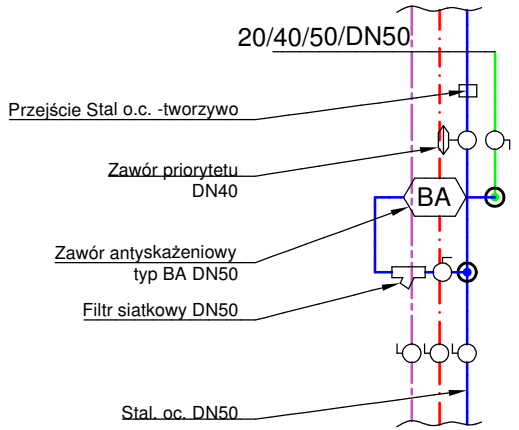 20/40/50/DN50
Przejście Stal o.c. -tworzywo
Zawór priorytetu
DN40
BA
Zawór antyskażeniowy
typ BA DN50
Filtr siatkowy DN50
Stal. oc. DN50